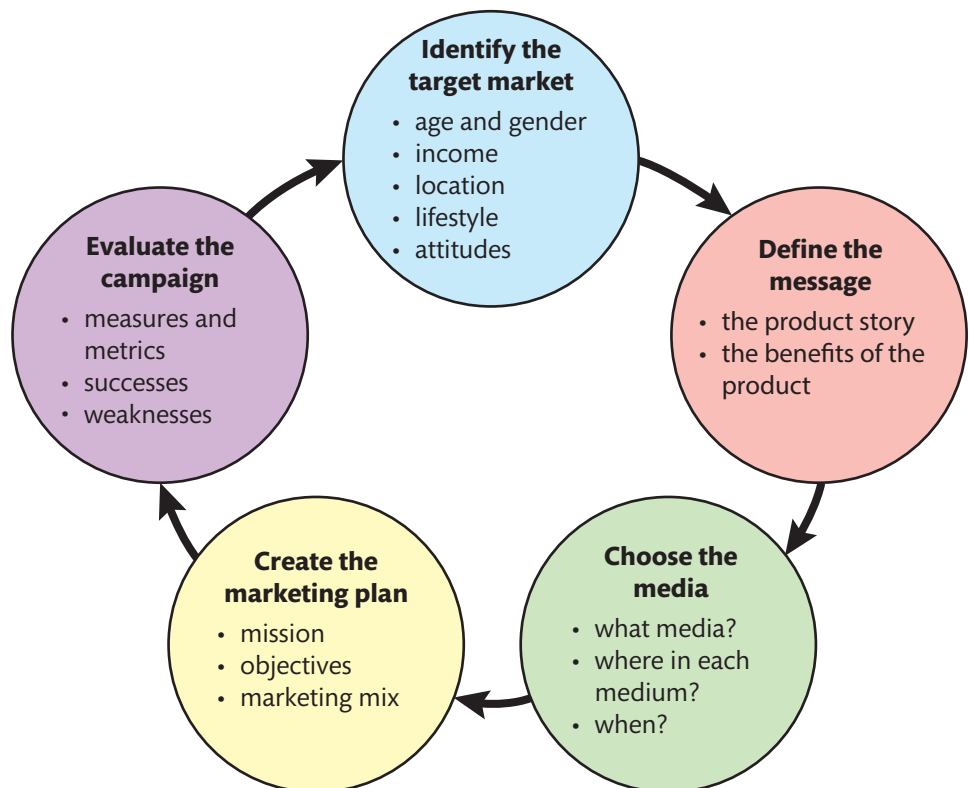 Identify the
target market
• age and gender
• income
• location
• lifestyle
• attitudes
Define the
message
• the product story
• the benefits of the
product
Choose the
media
• what media?
• where in each
medium?
• when?
Create the
marketing plan
• mission
• objectives
• marketing mix
Evaluate the
campaign
• measures and
metrics
• successes
• weaknesses